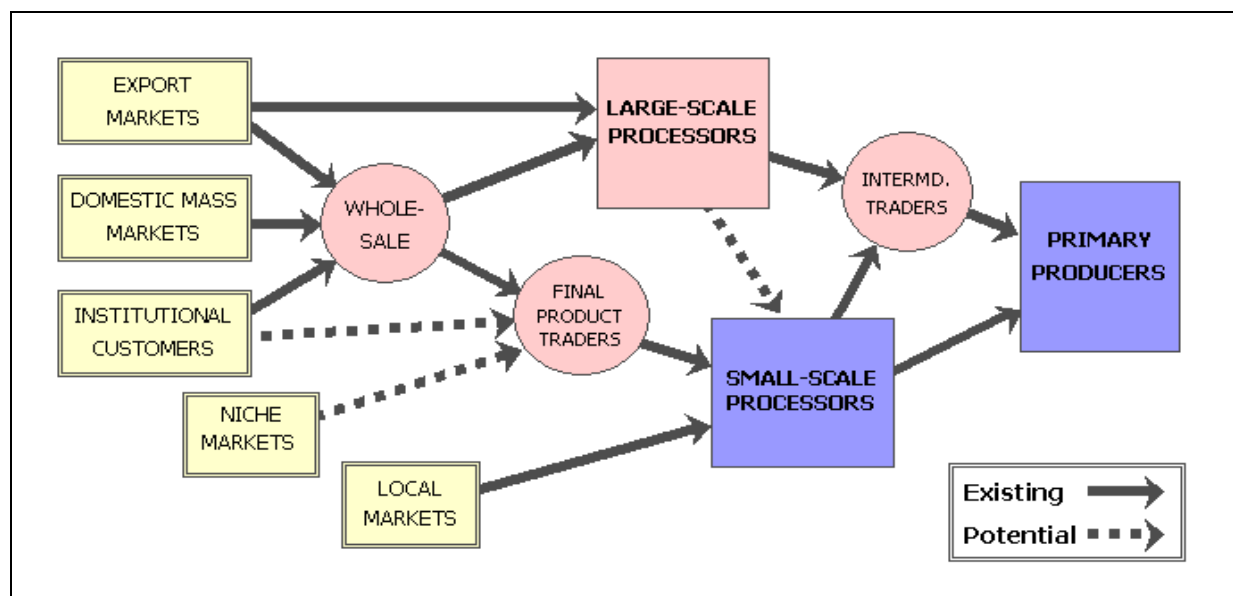 EXPORT
MARKETS
DOMESTIC MASS
MARKETS
INSTITUTIONAL
CUSTOMERS
NICHE
MARKETS
LOCAL
MARKETS
WHOLE-
SALE
FINAL
PRODUCT
TRADERS
LARGE-SCALE
PROCESSORS
SMALL-SCALE
PROCESSORS
INTERMD.
TRADERS
PRIMARY
PRODUCERS
Existing
Potential